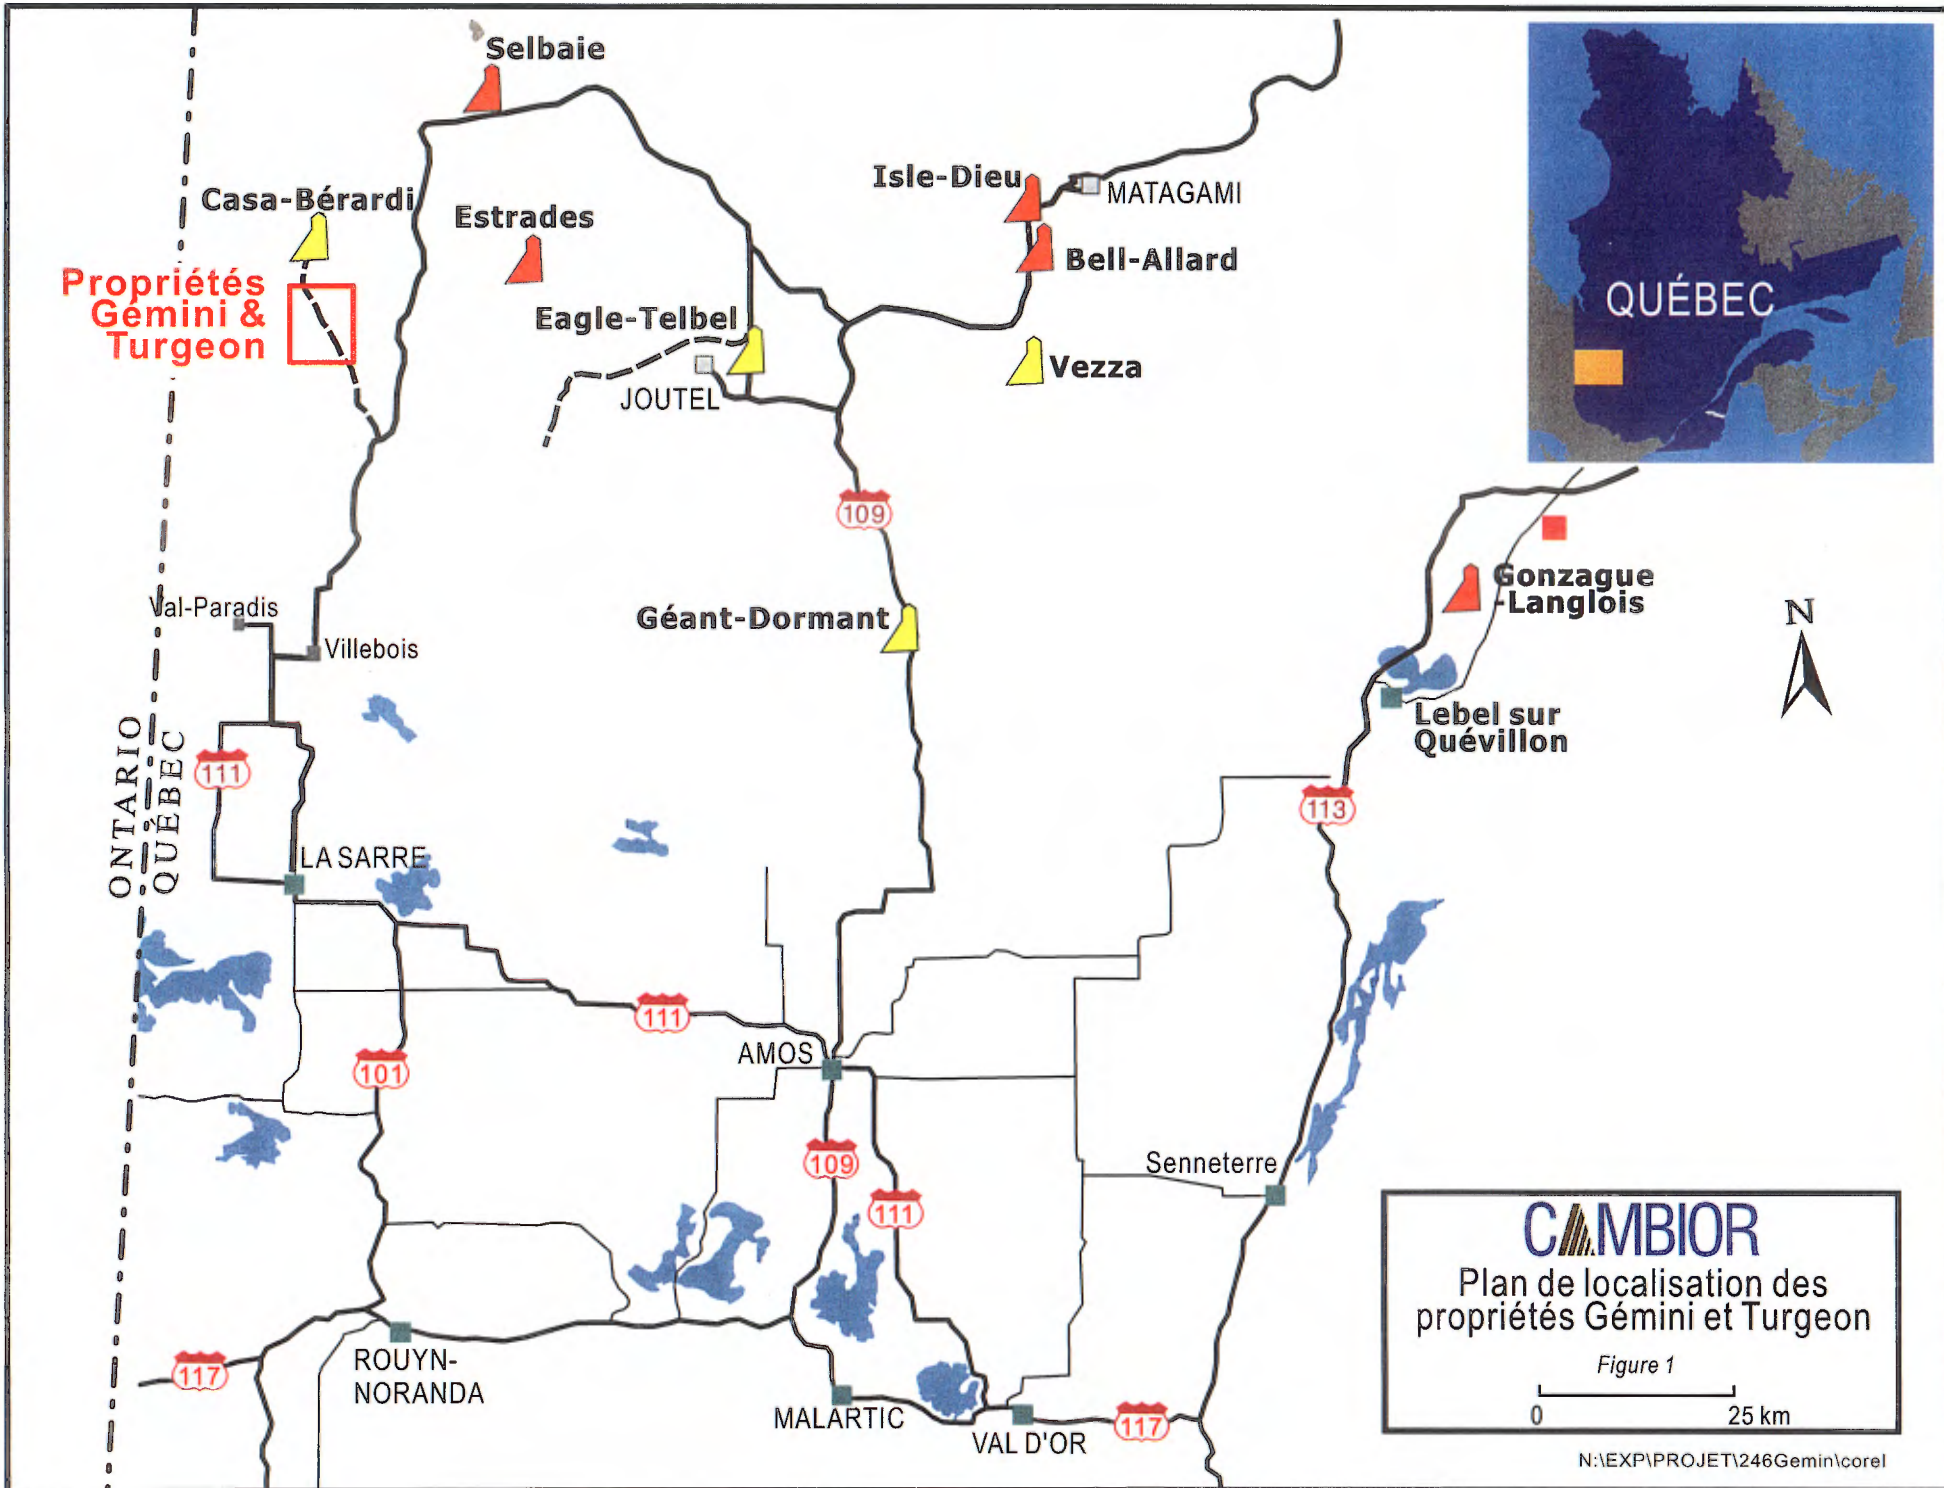 Selbaie
Casa-Bérardi
Estrades
Isle-Dieu
MATAGAMI
Bell-Allard
Propriétés
Gémini &
Turgeon
Eagle-Telbel
JOUTEL
Vezza
QUÉBEC
109
Gonzague
-Langlois
Val-Paradis
Villebois
Géant-Dormant
N
Lebel sur
Quévillon
111
ONTARIO
QUÉBEC
113
LA SARRE
111
AMOS
101
109
111
Senneterre
117
ROUYN-
NORANDA
MALARTIC
VAL D'OR
117
CAMBIOR
Plan de localisation des
propriétés Gémini et Turgeon
Figure 1
0 25 km
N:\EXP\PROJET\246Gemin\corel